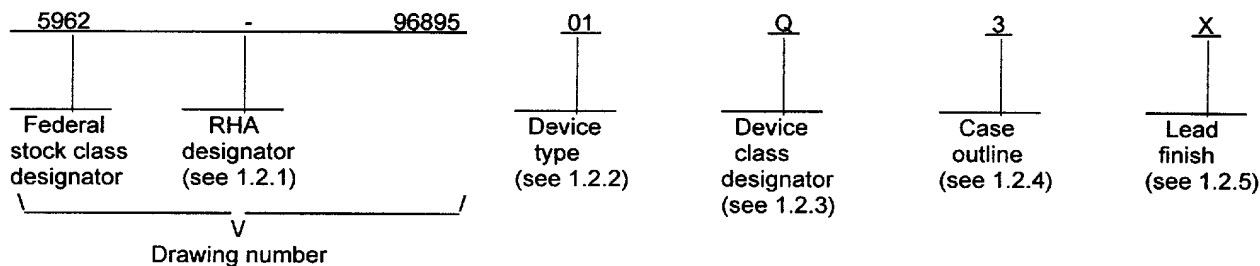 5962 - 96895 01 Q 3 X
Federal stock class designator
RHA designator (see 1.2.1)
Device type (see 1.2.2)
Device class designator (see 1.2.3)
Case outline (see 1.2.4)
Lead finish (see 1.2.5)
\/
Drawing number